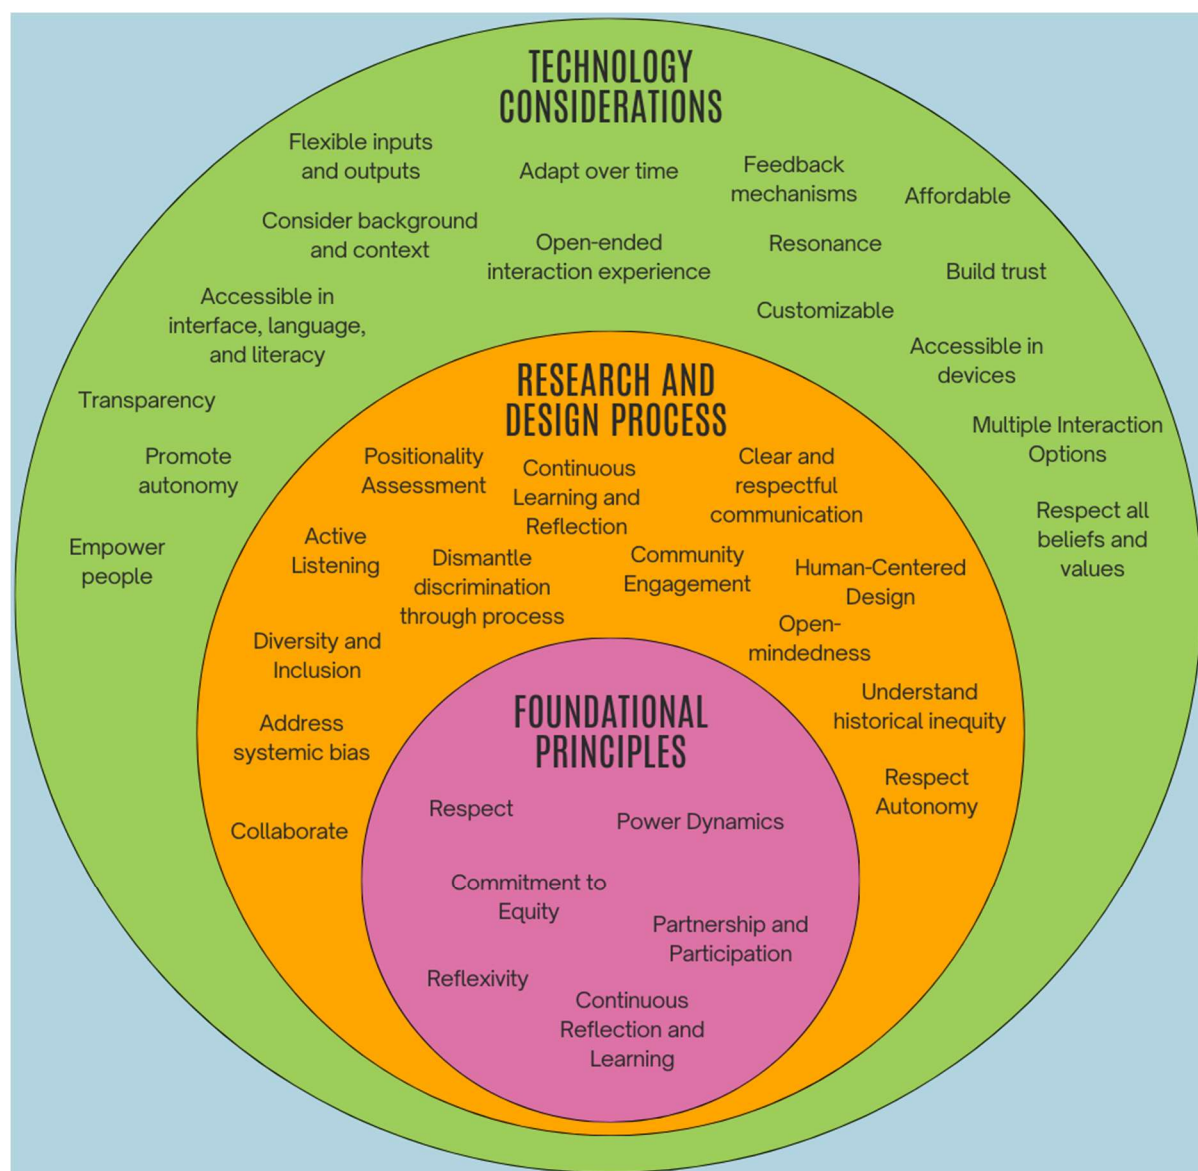 TECHNOLOGY
CONSIDERATIONS
Flexible inputs
and outputs
Adapt over time
Feedback
mechanisms
Affordable
Consider background
and context
Open-ended
interaction experience
Resonance
Build trust
Accessible in
interface, language,
and literacy
Customizable
Accessible in
devices
Transparency
Multiple Interaction
Options
Promote
autonomy
Respect all
beliefs and
values
Empower
people
RESEARCH AND
DESIGN PROCESS
Positionality
Assessment
Continuous
Learning and
Reflection
Clear and
respectful
communication
Active
Listening
Dismantle
discrimination
through process
Community
Engagement
Human-Centered
Design
Open-
mindedness
Diversity and
Inclusion
Understand
historical inequity
Address
systemic bias
Respect
Autonomy
Collaborate
FOUNDATIONAL
PRINCIPLES
Respect
Power Dynamics
Commitment to
Equity
Partnership and
Participation
Reflexivity
Continuous
Reflection and
Learning